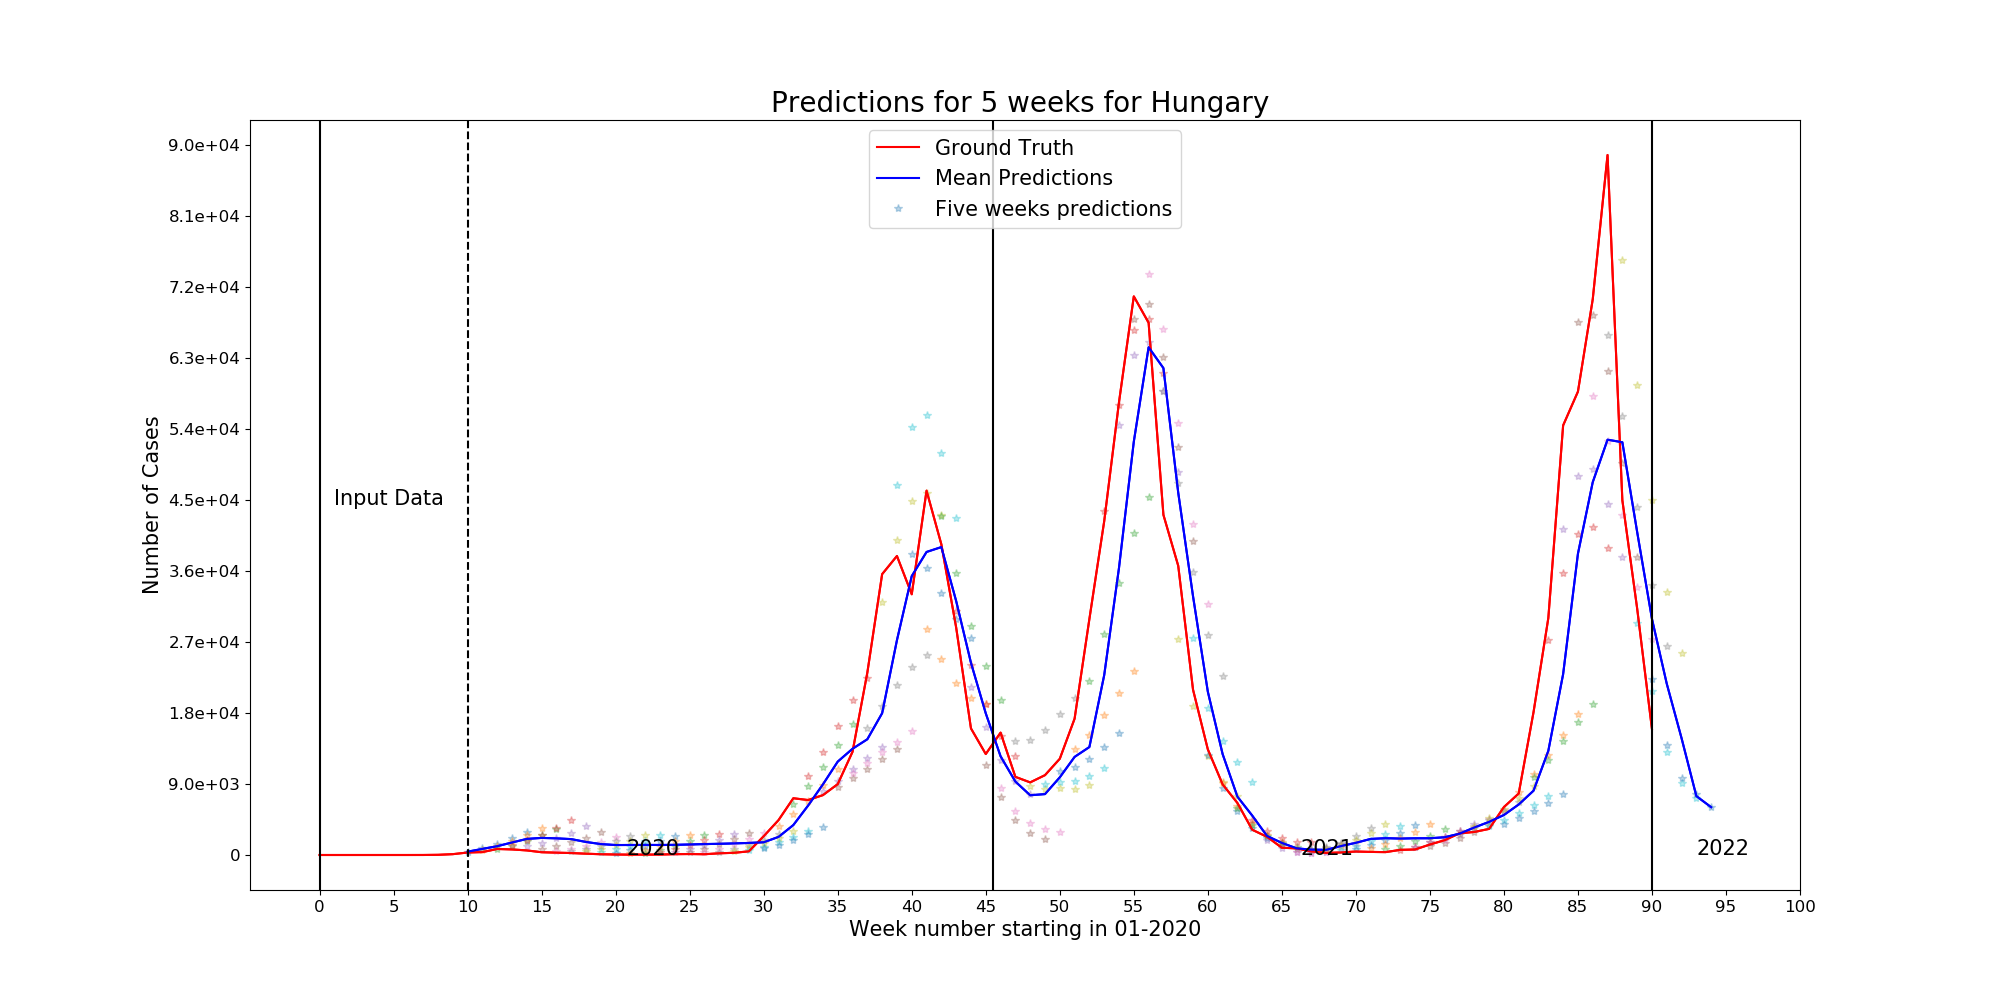 Predictions for 5 weeks for Hungary
Ground Truth
Mean Predictions
Five weeks predictions
Number of Cases
9.0e+04
8.1e+04
7.2e+04
6.3e+04
5.4e+04
4.5e+04
3.6e+04
2.7e+04
1.8e+04
9.0e+03
0
Input Data
2020
2021
2022
0 5 10 15 20 25 30 35 40 45 50 55 60 65 70 75 80 85 90 95 100
Week number starting in 01-2020